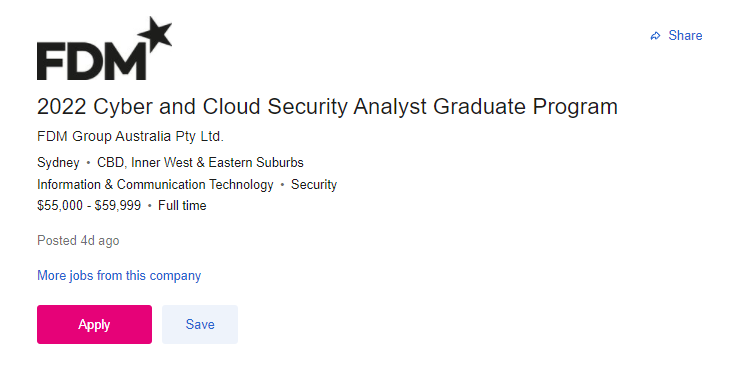 FDM
Share
2022 Cyber and Cloud Security Analyst Graduate Program
FDM Group Australia Pty Ltd.
Sydney • CBD, Inner West & Eastern Suburbs
Information & Communication Technology • Security
$55,000 - $59,999 • Full time
Posted 4d ago
More jobs from this company
Apply Save